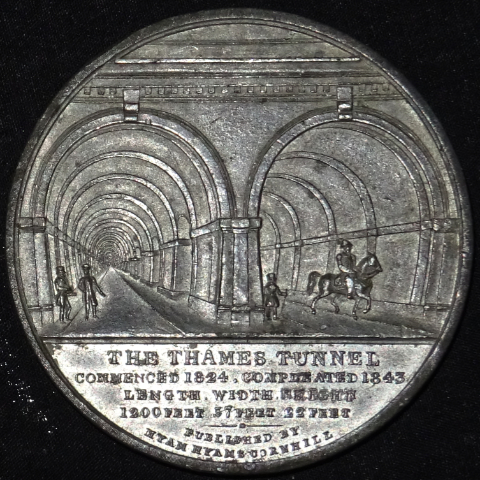 THE THAMES TUNNEL
COMMENCED 1824. COMPLEATED 1843
LENGTH. WIDTH. HEIGHT
1200 FEET 37 FEET 22 FEET
PUBLISHED BY
HYAM HYAMS CORNHILL